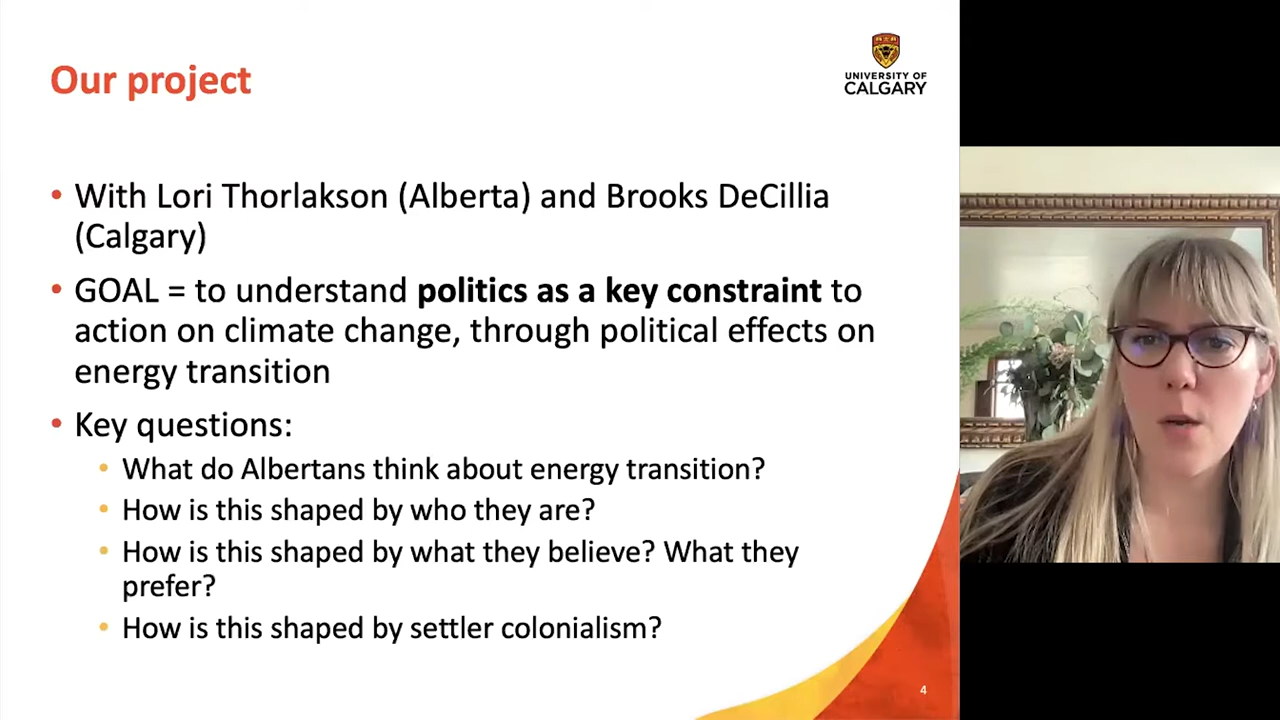 Our project
UNIVERSITY OF
CALGARY
• With Lori Thorlakson (Alberta) and Brooks DeCillia
(Calgary)
• GOAL = to understand politics as a key constraint to
action on climate change, through political effects on
energy transition
• Key questions:
• What do Albertans think about energy transition?
• How is this shaped by who they are?
• How is this shaped by what they believe? What they
prefer?
• How is this shaped by settler colonialism?
4